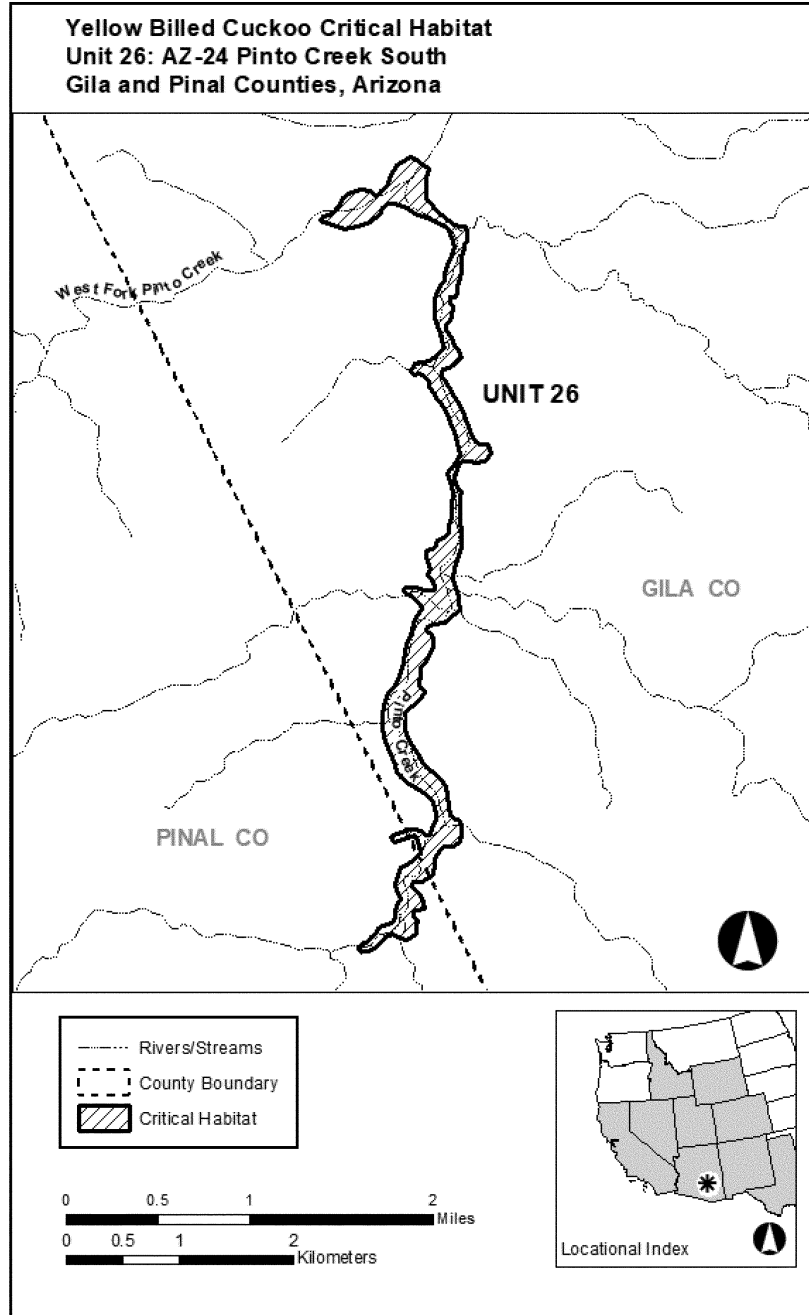 Yellow Billed Cuckoo Critical Habitat
Unit 26: AZ-24 Pinto Creek South
Gila and Pinal Counties, Arizona
West Fork Pinto Creek
UNIT 26
GILA CO
Pinto Creek
PINAL CO
Rivers/Streams
County Boundary
Critical Habitat
0 0.5 1 2
Miles
0 0.5 1 2
Kilometers
Locational Index